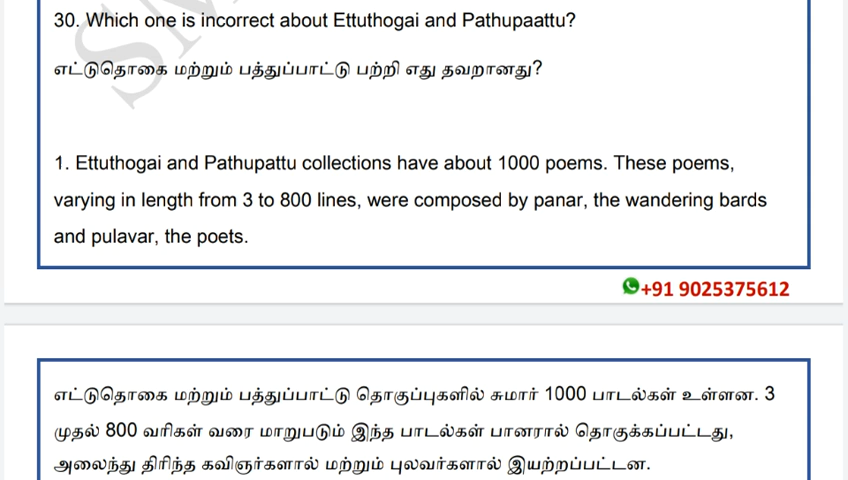 30. Which one is incorrect about Ettuthogai and Pathupaattu?
எட்டுதொகை மற்றும் பத்துப்பாட்டு பற்றி எது தவறானது?
1. Ettuthogai and Pathupattu collections have about 1000 poems. These poems,
varying in length from 3 to 800 lines, were composed by panar, the wandering bards
and pulavar, the poets.
+91 9025375612
எட்டுதொகை மற்றும் பத்துப்பாட்டு தொகுப்புகளில் சுமார் 1000 பாடல்கள் உள்ளன. 3
முதல் 800 வரிகள் வரை மாறுபடும் இந்த பாடல்கள் பானரால் தொகுக்கப்பட்டது,
அலைந்து திரிந்த கவிஞர்களால் மற்றும் புலவர்களால் இயற்றப்பட்டன.